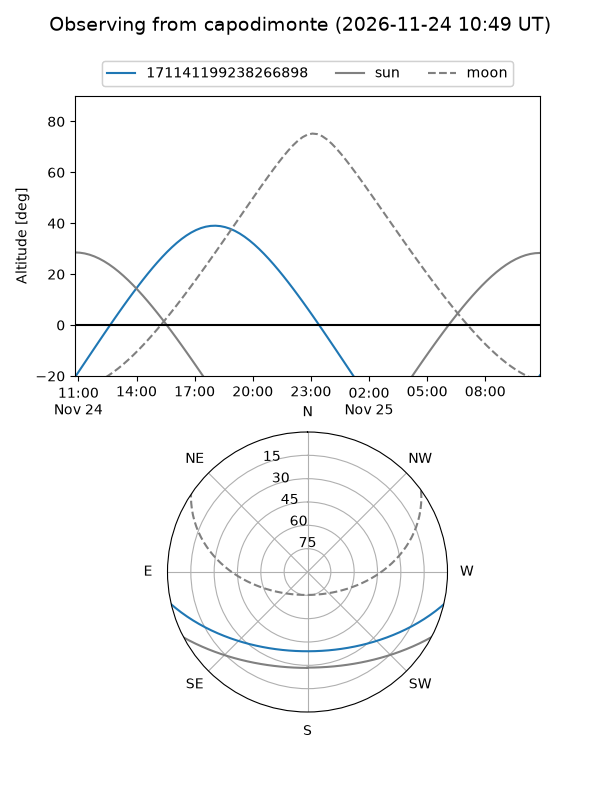 Observing from capodimonte (2026-11-24 10:49 UT)
171141199238266898 sun moon
80
60
40
20
0
−20
Altitude [deg]
11:00 14:00 17:00 20:00 23:00 02:00 05:00 08:00
Nov 24 Nov 25
N
NE NW
15
30
45
60
75
E W
SE SW
S